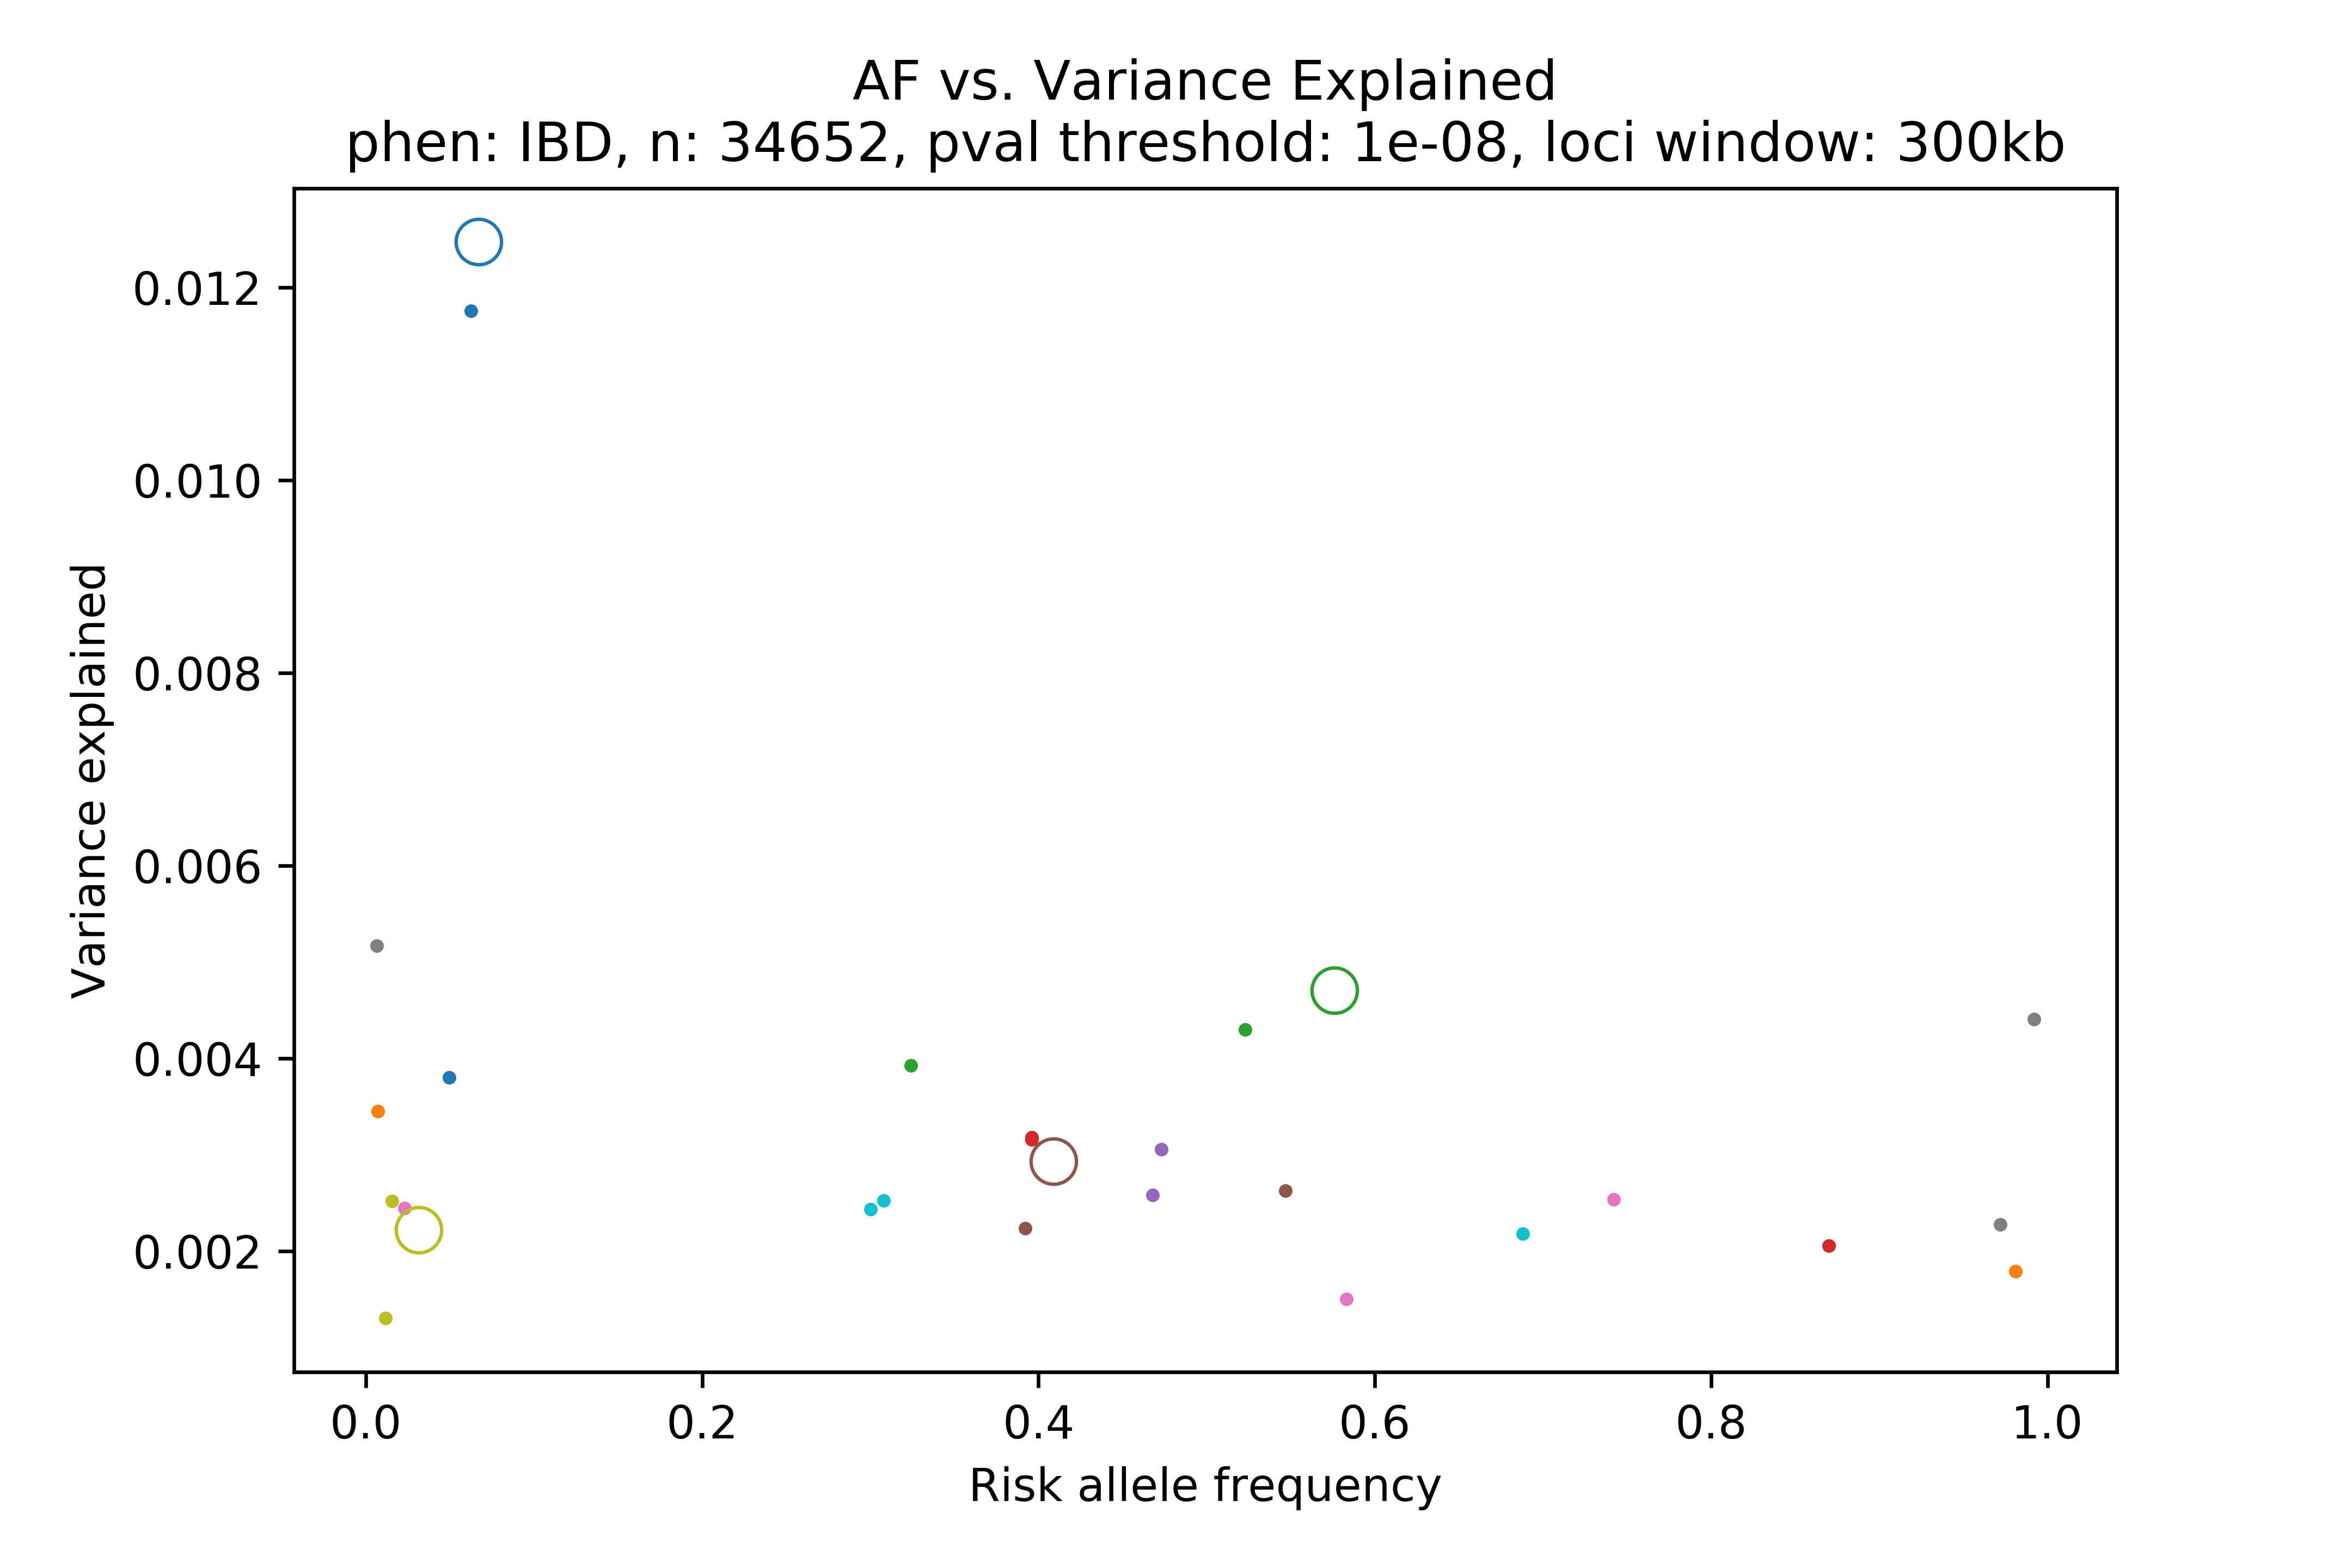 AF vs. Variance Explained
phen: IBD, n: 34652, pval threshold: 1e-08, loci window: 300kb
0.012
0.010
0.008
0.006
0.004
0.002
Variance explained
0.0 0.2 0.4 0.6 0.8 1.0
Risk allele frequency